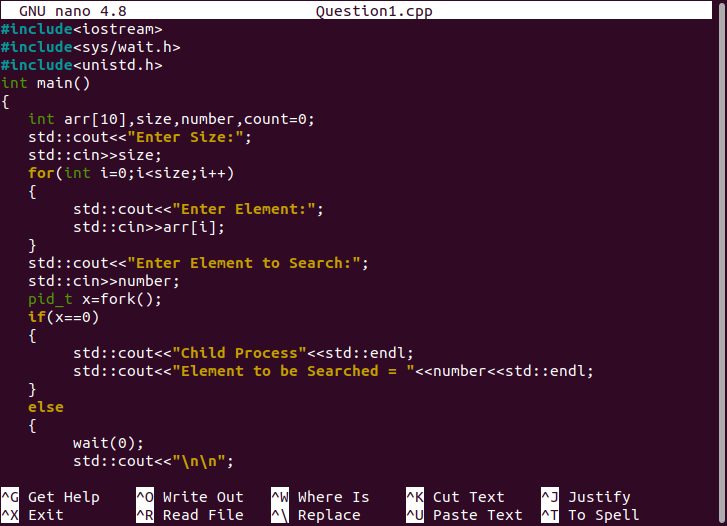 GNU nano 4.8 Question1.cpp
#include<iostream>
#include<sys/wait.h>
#include<unistd.h>
int main()
{
   int arr[10],size,number,count=0;
   std::cout<<"Enter Size:";
   std::cin>>size;
   for(int i=0;i<size;i++)
   {
        std::cout<<"Enter Element:";
        std::cin>>arr[i];
   }
   std::cout<<"Enter Element to Search:";
   std::cin>>number;
   pid_t x=fork();
   if(x==0)
   {
        std::cout<<"Child Process"<<std::endl;
        std::cout<<"Element to be Searched = "<<number<<std::endl;
   }
   else
   {
        wait(0);
        std::cout<<"\n\n";
^G Get Help ^O Write Out ^W Where Is ^K Cut Text ^J Justify
^X Exit ^R Read File ^\ Replace ^U Paste Text ^T To Spell